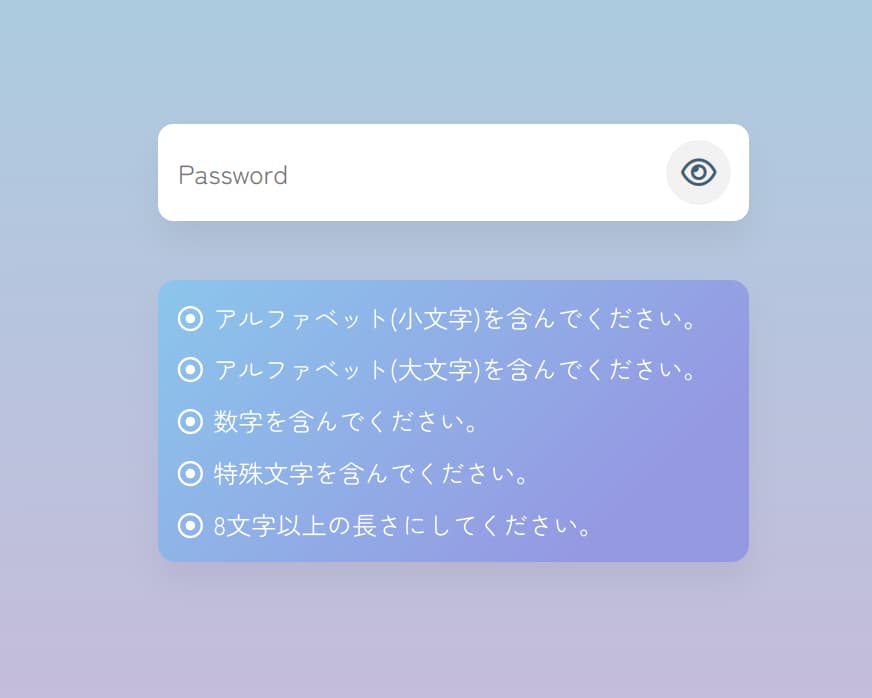 Password
アルファベット(小文字)を含んでください。
アルファベット(大文字)を含んでください。
数字を含んでください。
特殊文字を含んでください。
8文字以上の長さにしてください。